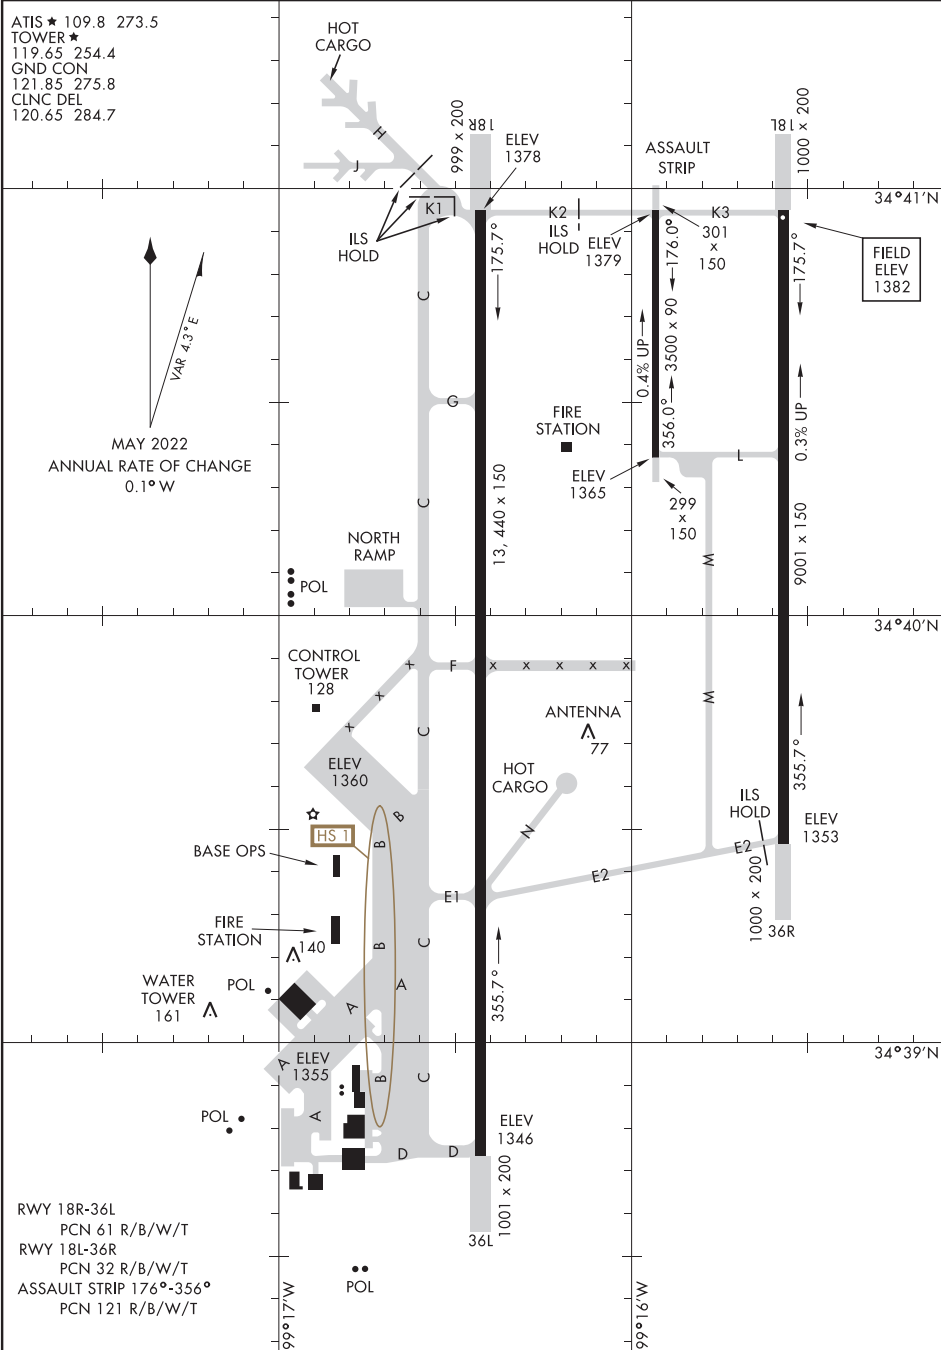 ATIS ★ 109.8 273.5
TOWER ★
119.65 254.4
GND CON
121.85 275.8
CLNC DEL
120.65 284.7
HOT
CARGO
H
J
999 x 200
18R
ELEV
1378
ASSAULT
STRIP
18L
1000 x 200
34°41'N
K1
K2
K3
ILS
HOLD
ILS
HOLD
ELEV
1379
301
x
150
FIELD
ELEV
1382
175.7°
176.0°
175.7°
VAR 4.3° E
MAY 2022
ANNUAL RATE OF CHANGE
0.1° W
C
G
0.4% UP
3500 x 90
356.0°
0.3% UP
FIRE
STATION
L
ELEV
1365
299
x
150
C
13, 440 x 150
9001 x 150
NORTH
RAMP
POL
W
34°40'N
CONTROL
TOWER
128
X
X
X
F
x x x x x
W
C
ANTENNA
77
355.7°
ELEV
1360
HOT
CARGO
ILS
HOLD
ELEV
1353
B
HS 1
B
N
BASE OPS
E2
E2
E1
1000 x 200
36R
FIRE
STATION
140
B
C
A
355.7°
WATER
TOWER
161
POL
A
34°39'N
A
ELEV
1355
B
C
A
POL
ELEV
1346
D
D
1001 x 200
36L
RWY 18R-36L
PCN 61 R/B/W/T
RWY 18L-36R
PCN 32 R/B/W/T
ASSAULT STRIP 176°-356°
PCN 121 R/B/W/T
POL
99°17'W
99°16'W